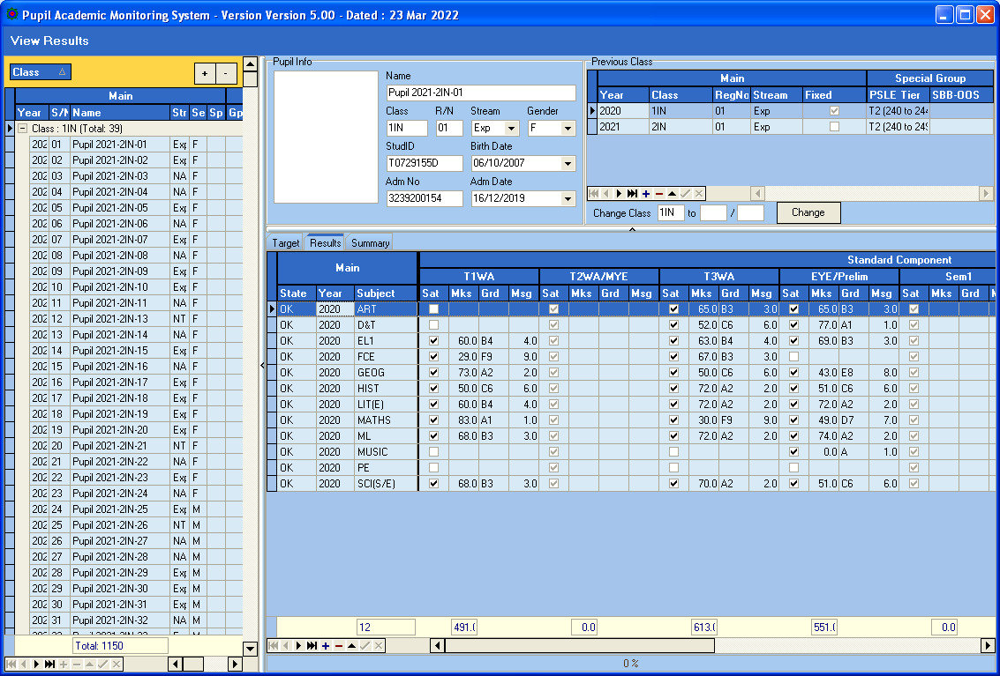 Pupil Academic Monitoring System - Version Version 5.00 - Dated : 23 Mar 2022
View Results
Class
+ -
Main
Year S/N Name Str Se Sp Gp
Class : 1IN (Total: 39)
202 01 Pupil 2021-2IN-01 Exp F
202 02 Pupil 2021-2IN-02 Exp F
202 03 Pupil 2021-2IN-03 NA F
202 04 Pupil 2021-2IN-04 NA F
202 05 Pupil 2021-2IN-05 Exp F
202 06 Pupil 2021-2IN-06 NA F
202 07 Pupil 2021-2IN-07 Exp F
202 08 Pupil 2021-2IN-08 NA F
202 09 Pupil 2021-2IN-09 Exp F
202 10 Pupil 2021-2IN-10 Exp F
202 11 Pupil 2021-2IN-11 NA F
202 12 Pupil 2021-2IN-13 NT F
202 13 Pupil 2021-2IN-14 NA F
202 14 Pupil 2021-2IN-15 Exp F
202 15 Pupil 2021-2IN-16 NA F
202 16 Pupil 2021-2IN-17 Exp F
202 17 Pupil 2021-2IN-18 Exp F
202 18 Pupil 2021-2IN-19 Exp F
202 19 Pupil 2021-2IN-20 Exp F
202 20 Pupil 2021-2IN-21 NT F
202 21 Pupil 2021-2IN-22 NA F
202 22 Pupil 2021-2IN-23 Exp F
202 23 Pupil 2021-2IN-24 NA F
202 24 Pupil 2021-2IN-25 Exp M
202 25 Pupil 2021-2IN-26 NT M
202 26 Pupil 2021-2IN-27 NA M
202 27 Pupil 2021-2IN-28 NA M
202 28 Pupil 2021-2IN-29 Exp M
202 29 Pupil 2021-2IN-30 Exp M
202 30 Pupil 2021-2IN-31 Exp M
202 31 Pupil 2021-2IN-32 NA M
Total: 1150
Pupil Info
Name
Pupil 2021-2IN-01
Class R/N Stream Gender
1IN 01 Exp F
StudID Birth Date
T0729155D 06/10/2007
Adm No Adm Date
3239200154 16/12/2019
Previous Class
Main Special Group
Year Class RegNo Stream Fixed PSLE Tier SBB-OOS
2020 1IN 01 Exp T2 (240 to 244
2021 2IN 01 Exp T2 (240 to 249
Change Class 1IN to / Change
Target Results Summary
Main Standard Component
T1WA T2WA/MYE T3WA EYE/Prelim Sem1
State Year Subject Sat Mks Grd Msg Sat Mks Grd Msg Sat Mks Grd Msg Sat Mks Grd Msg Sat Mks Grd
OK 2020 ART 65.0 B3 3.0 65.0 B3 3.0
OK 2020 D&T 52.0 C6 6.0 77.0 A1 1.0
OK 2020 EL1 60.0 B4 4.0 63.0 B4 4.0 69.0 B3 3.0
OK 2020 FCE 29.0 F9 9.0 67.0 B3 3.0
OK 2020 GEOG 73.0 A2 2.0 50.0 C6 6.0 43.0 E8 8.0
OK 2020 HIST 50.0 C6 6.0 72.0 A2 2.0 51.0 C6 6.0
OK 2020 LIT(E) 60.0 B4 4.0 72.0 A2 2.0 72.0 A2 2.0
OK 2020 MATHS 83.0 A1 1.0 30.0 F9 9.0 49.0 D7 7.0
OK 2020 ML 68.0 B3 3.0 72.0 A2 2.0 74.0 A2 2.0
OK 2020 MUSIC 0.0 A 1.0
OK 2020 PE
OK 2020 SCI(S/E) 68.0 B3 3.0 70.0 A2 2.0 51.0 C6 6.0
12 491.0 0.0 613.0 551.0 0.0
0 %